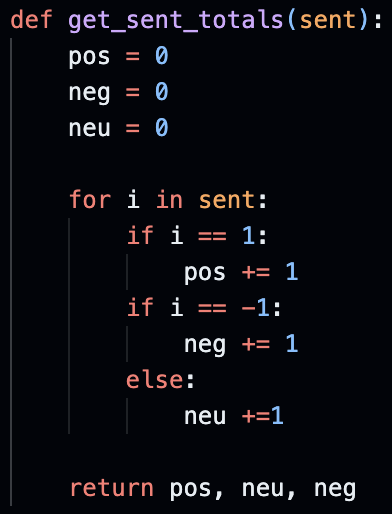 def get_sent_totals(sent):
    pos = 0
    neg = 0
    neu = 0

    for i in sent:
        if i == 1:
            pos += 1
        if i == -1:
            neg += 1
        else:
            neu +=1

    return pos, neu, neg